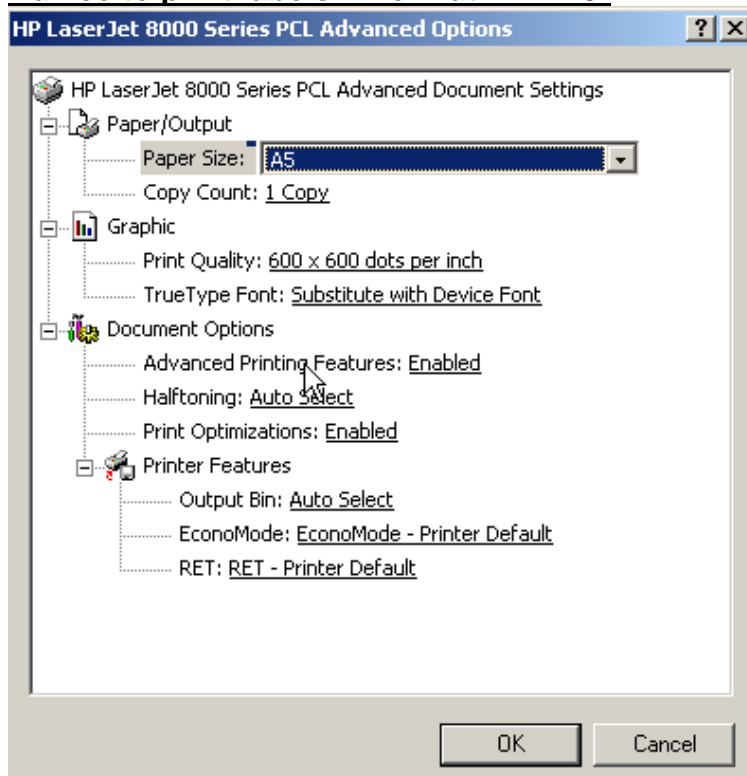 HP LaserJet 8000 Series PCL Advanced Options
HP LaserJet 8000 Series PCL Advanced Document Settings
Paper/Output
Paper Size: A5
Copy Count: 1 Copy
Graphic
Print Quality: 600 x 600 dots per inch
TrueType Font: Substitute with Device Font
Document Options
Advanced Printing Features: Enabled
Halftoning: Auto Select
Print Optimizations: Enabled
Printer Features
Output Bin: Auto Select
EconoMode: EconoMode - Printer Default
RET: RET - Printer Default
OK Cancel